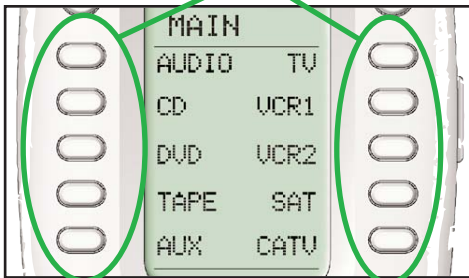 MAIN
AUDIO TV
CD VCR1
DVD VCR2
TAPE SAT
AUX CATV